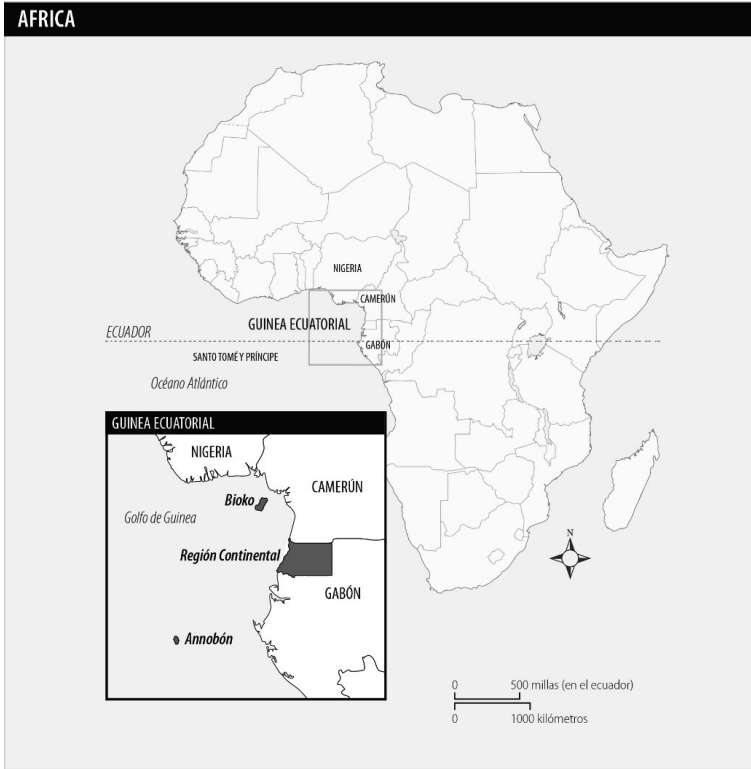 AFRICA
NIGERIA
CAMERÚN
GUINEA ECUATORIAL
ECUADOR
GABÓN
SANTO TOMÉ Y PRÍNCIPE
Océano Atlántico
GUINEA ECUATORIAL
NIGERIA
CAMERÚN
Bioko
Golfo de Guinea
Región Continental
GABÓN
Annobón
N
0 500 millas (en el ecuador)
0 1000 kilómetros